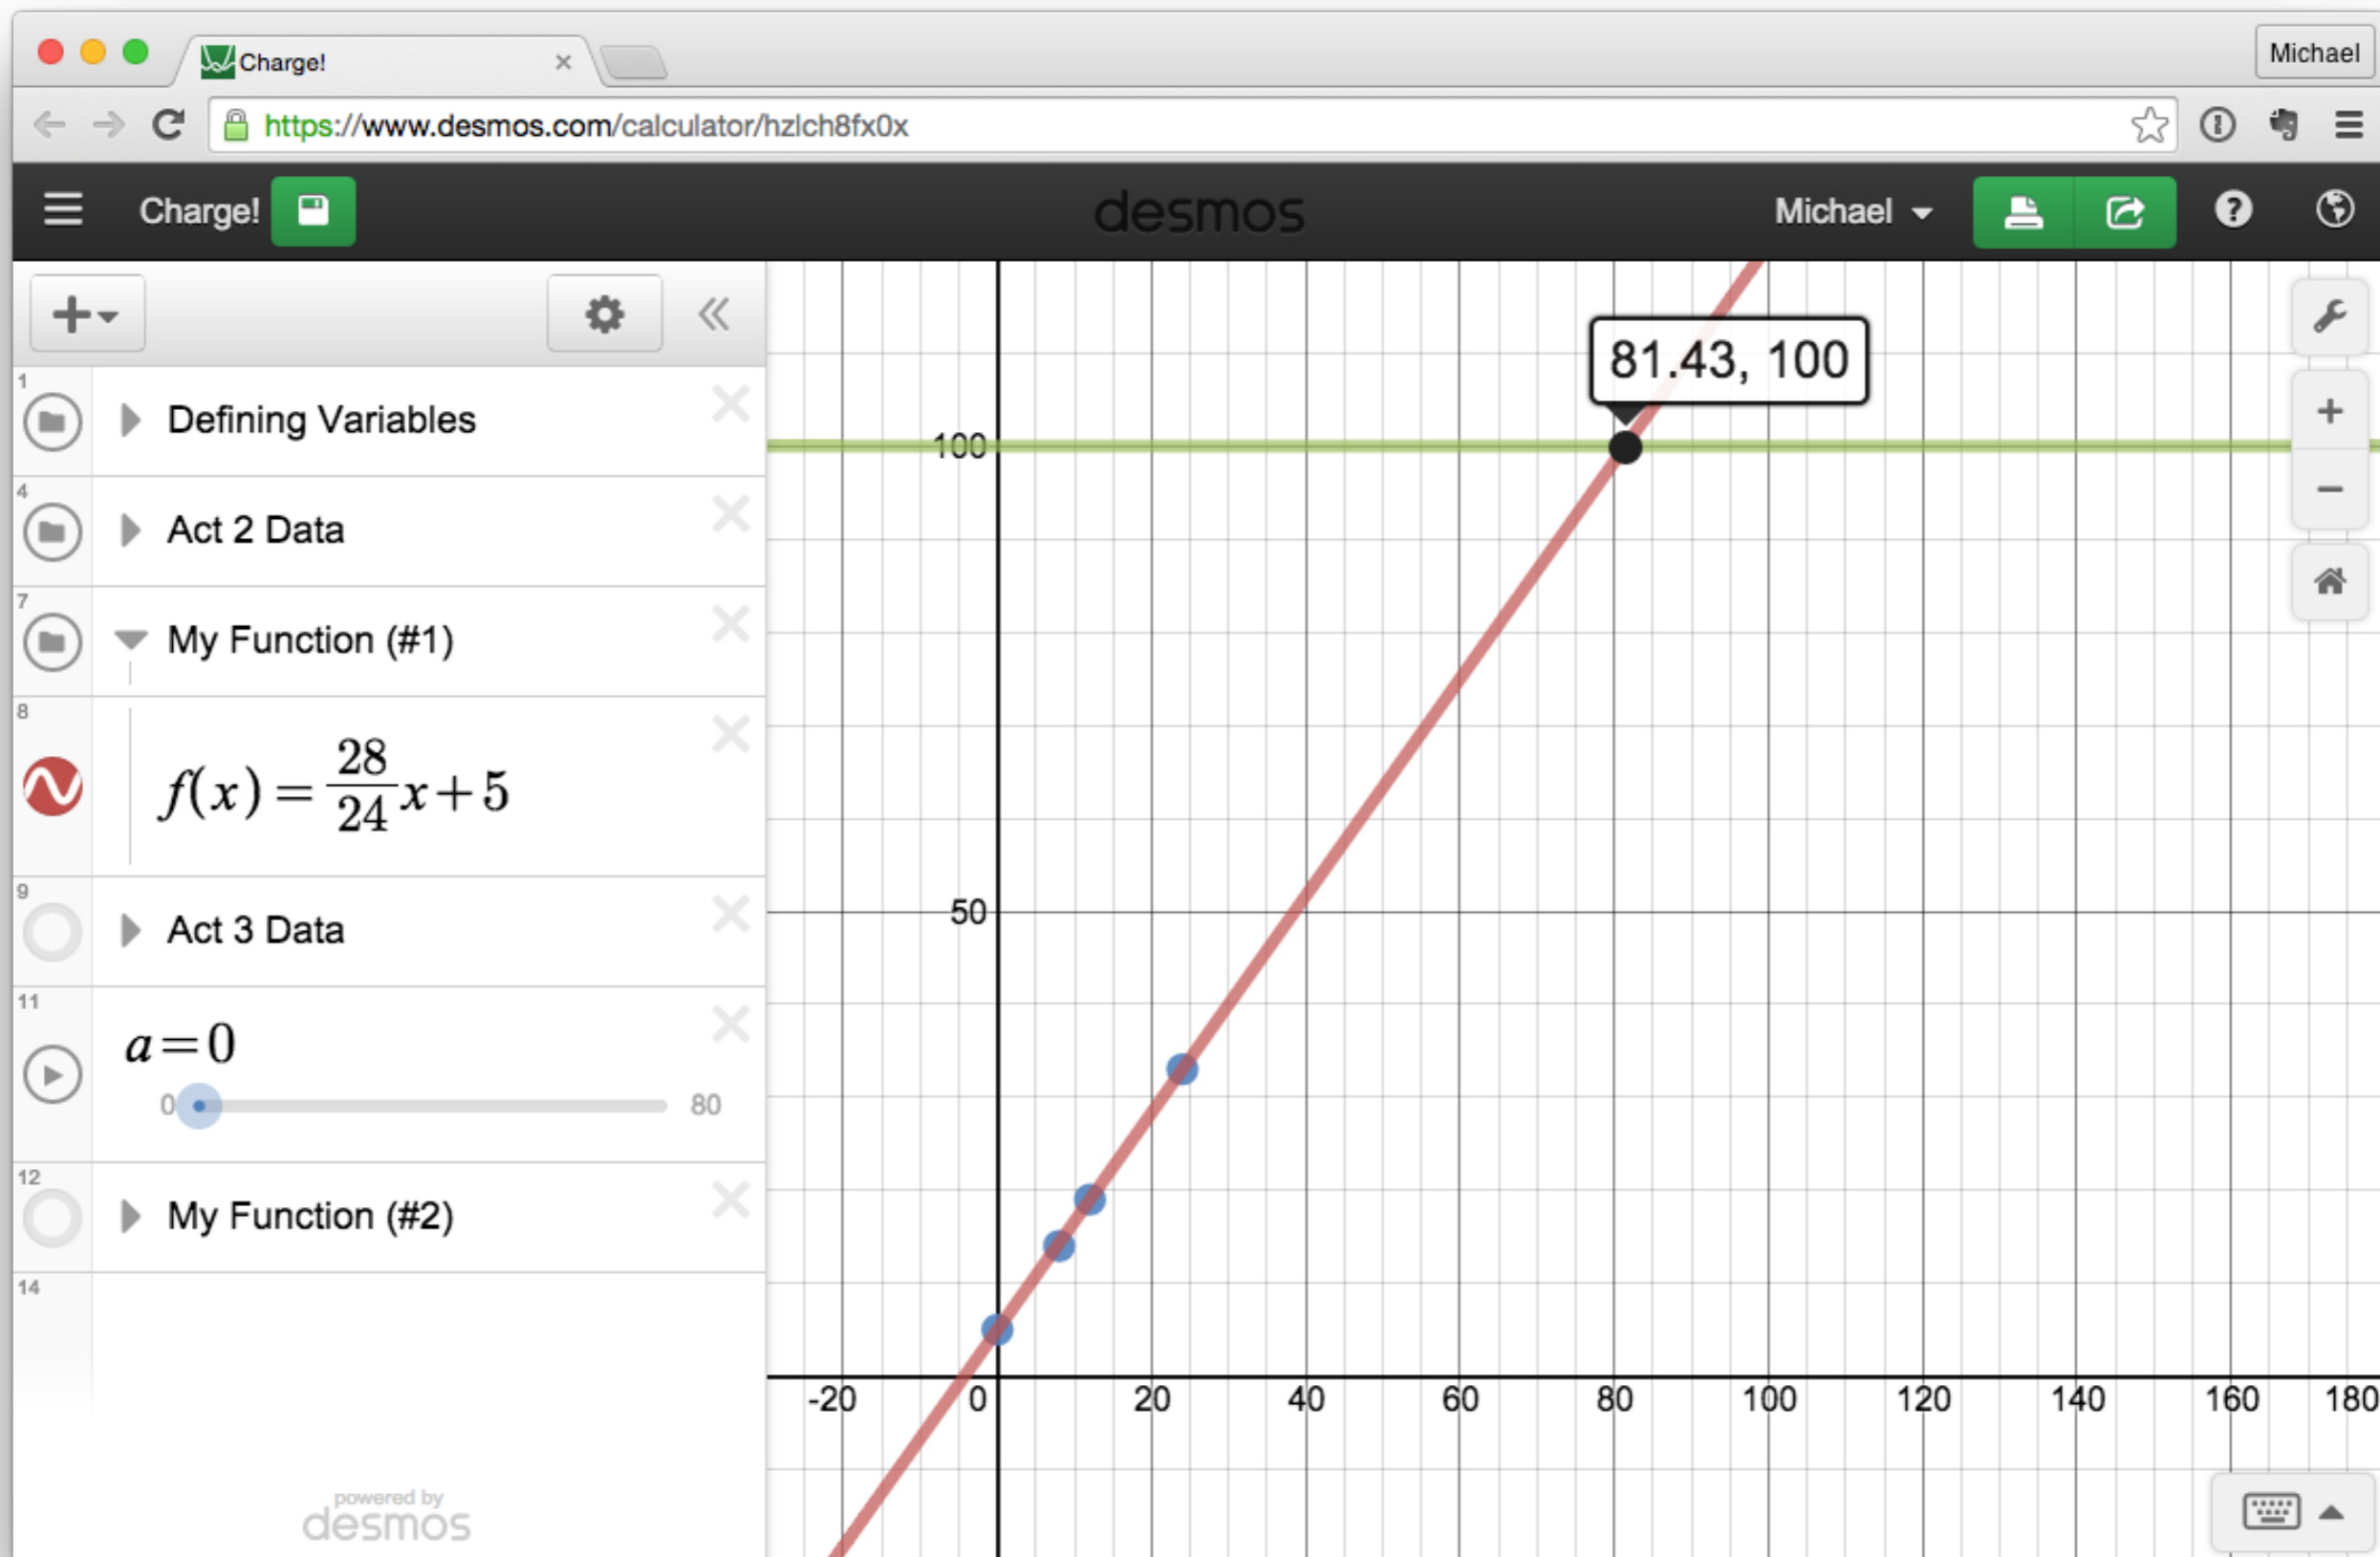 Charge!
Michael
https://www.desmos.com/calculator/hzlch8fx0x
Charge!
desmos
Michael
1
Defining Variables
4
Act 2 Data
7
My Function (#1)
8
f(x) = 28/24 x + 5
9
Act 3 Data
11
a = 0
0
80
12
My Function (#2)
14
powered by
desmos
81.43, 100
100
50
-20 0 20 40 60 80 100 120 140 160 180